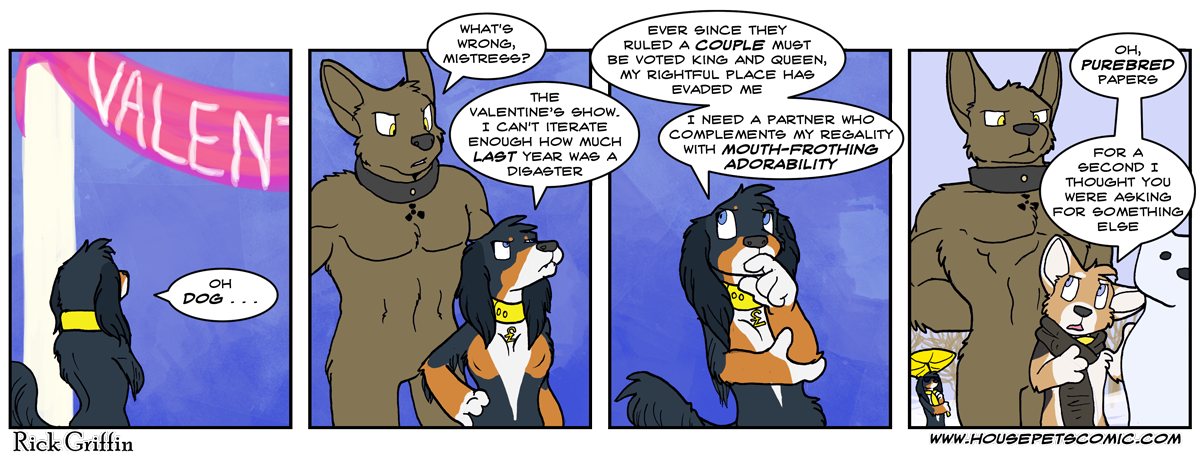 VALEN
OH
DOG . . .
WHAT'S
WRONG,
MISTRESS?
THE
VALENTINE'S SHOW.
I CAN'T ITERATE
ENOUGH HOW MUCH
LAST YEAR WAS A
DISASTER
EVER SINCE THEY
RULED A COUPLE MUST
BE VOTED KING AND QUEEN,
MY RIGHTFUL PLACE HAS
EVADED ME
I NEED A PARTNER WHO
COMPLEMENTS MY REGALITY
WITH MOUTH-FROTHING
ADORABILITY
OH,
PUREBRED
PAPERS
FOR A
SECOND I
THOUGHT YOU
WERE ASKING
FOR SOMETHING
ELSE
Rick Griffin
WWW.HOUSEPETSCOMIC.COM